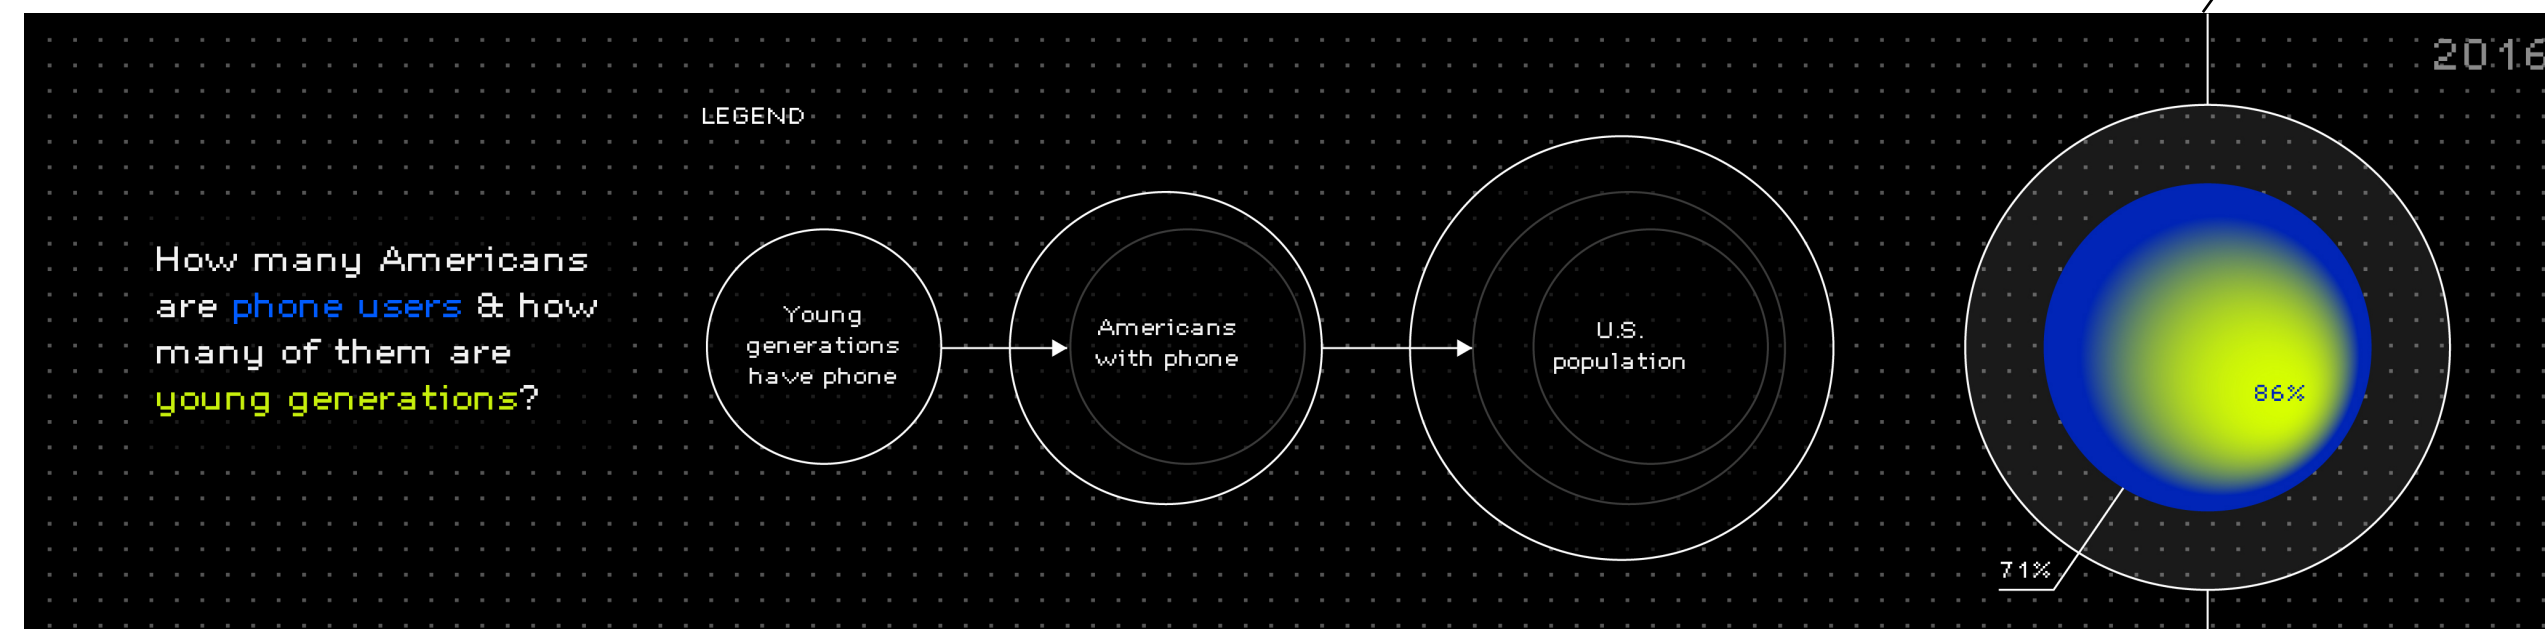 How many Americans
are phone users & how
many of them are
young generations?
LEGEND
Young
generations
have phone
Americans
with phone
U.S.
population
2016
86%
71%